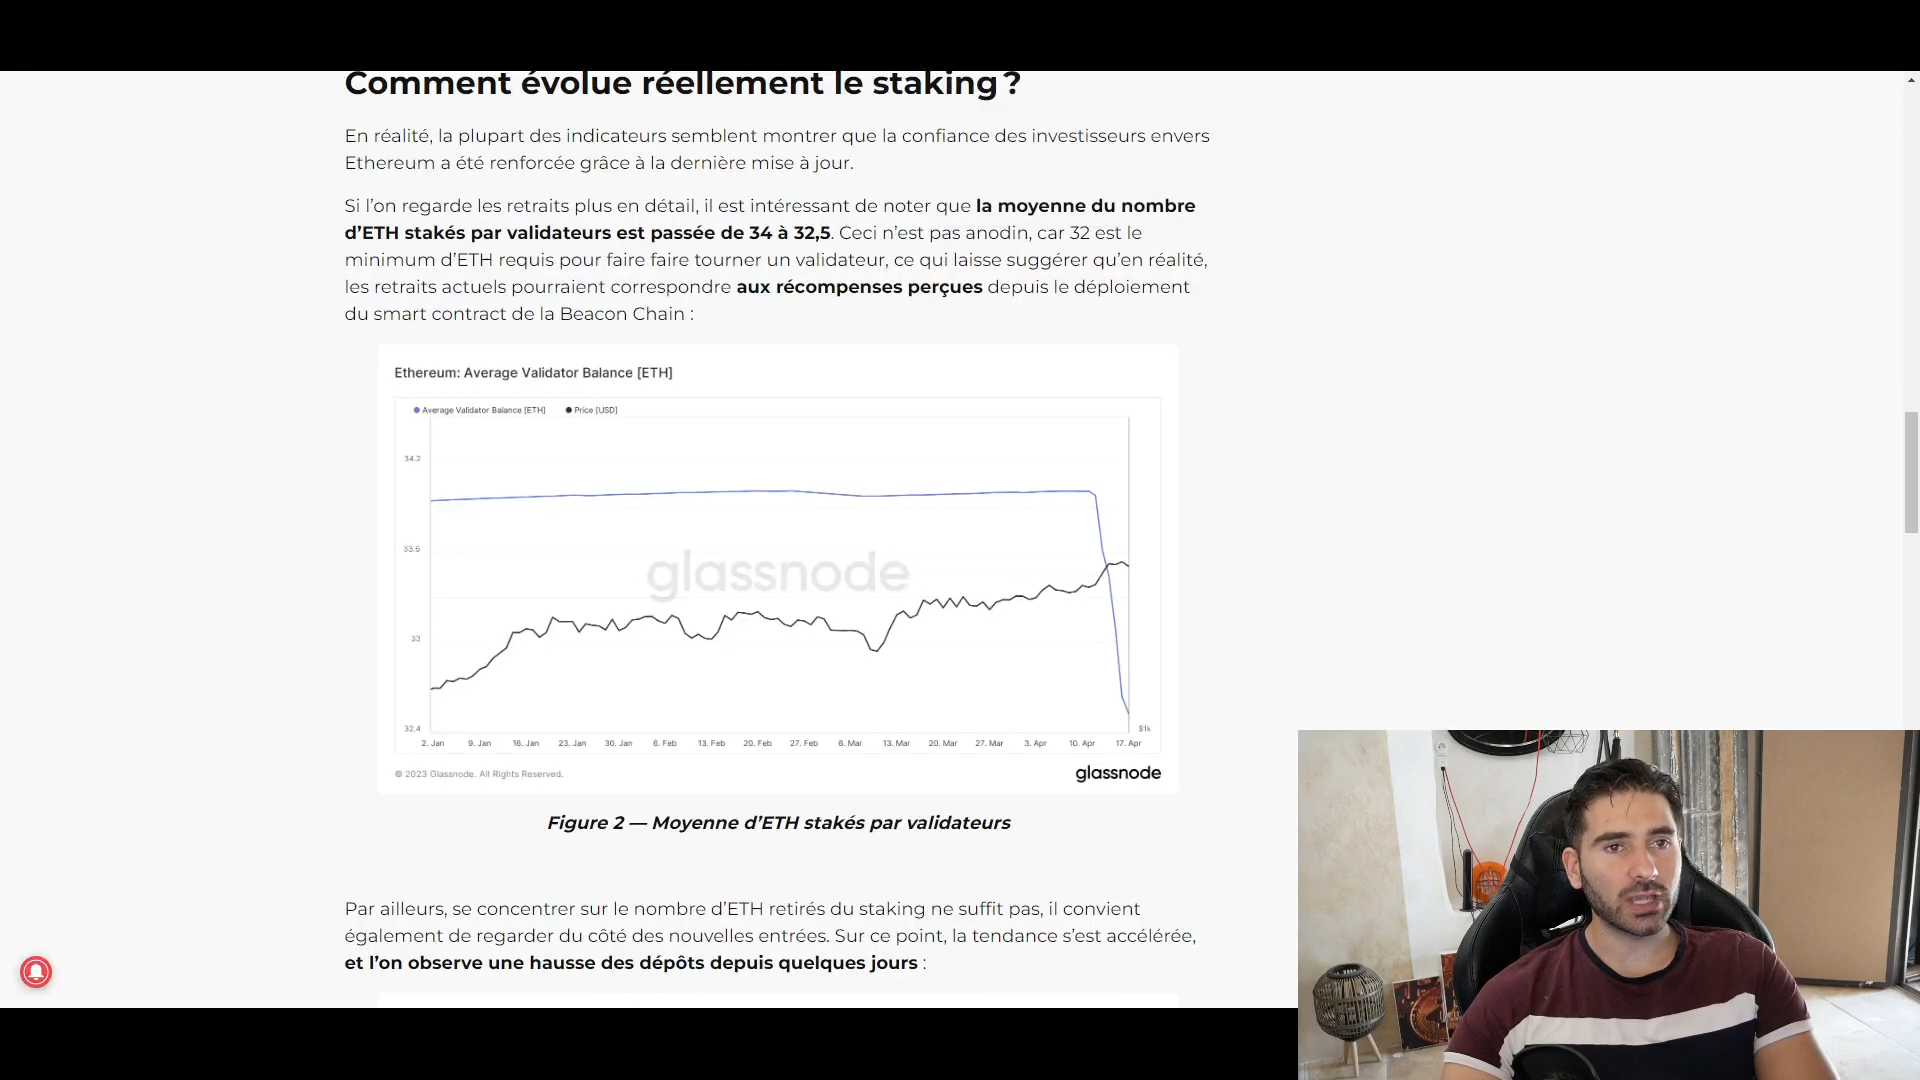 Comment évolue réellement le staking ?
En réalité, la plupart des indicateurs semblent montrer que la confiance des investisseurs envers
Ethereum a été renforcée grâce à la dernière mise à jour.
Si l’on regarde les retraits plus en détail, il est intéressant de noter que la moyenne du nombre
d’ETH stakés par validateurs est passée de 34 à 32,5. Ceci n’est pas anodin, car 32 est le
minimum d’ETH requis pour faire faire tourner un validateur, ce qui laisse suggérer qu’en réalité,
les retraits actuels pourraient correspondre aux récompenses perçues depuis le déploiement
du smart contract de la Beacon Chain :
Ethereum: Average Validator Balance [ETH]
Average Validator Balance [ETH] Price [USD]
34.2
33.6
glassnode
33
32.4
$1k
2. Jan 9. Jan 16. Jan 23. Jan 30. Jan 6. Feb 13. Feb 20. Feb 27. Feb 6. Mar 13. Mar 20. Mar 27. Mar 3. Apr 10. Apr 17. Apr
© 2023 Glassnode. All Rights Reserved.
glassnode
Figure 2 — Moyenne d’ETH stakés par validateurs
Par ailleurs, se concentrer sur le nombre d’ETH retirés du staking ne suffit pas, il convient
également de regarder du côté des nouvelles entrées. Sur ce point, la tendance s’est accélérée,
et l’on observe une hausse des dépôts depuis quelques jours :